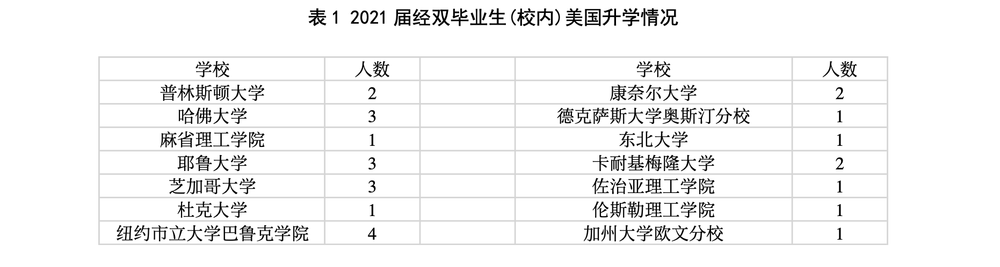 表1 2021届经双毕业生(校内)美国升学情况
学校 人数 学校 人数
普林斯顿大学 2 康奈尔大学 2
哈佛大学 3 德克萨斯大学奥斯汀分校 1
麻省理工学院 1 东北大学 1
耶鲁大学 3 卡耐基梅隆大学 2
芝加哥大学 3 佐治亚理工学院 1
杜克大学 1 伦斯勒理工学院 1
纽约市立大学巴鲁克学院 4 加州大学欧文分校 1